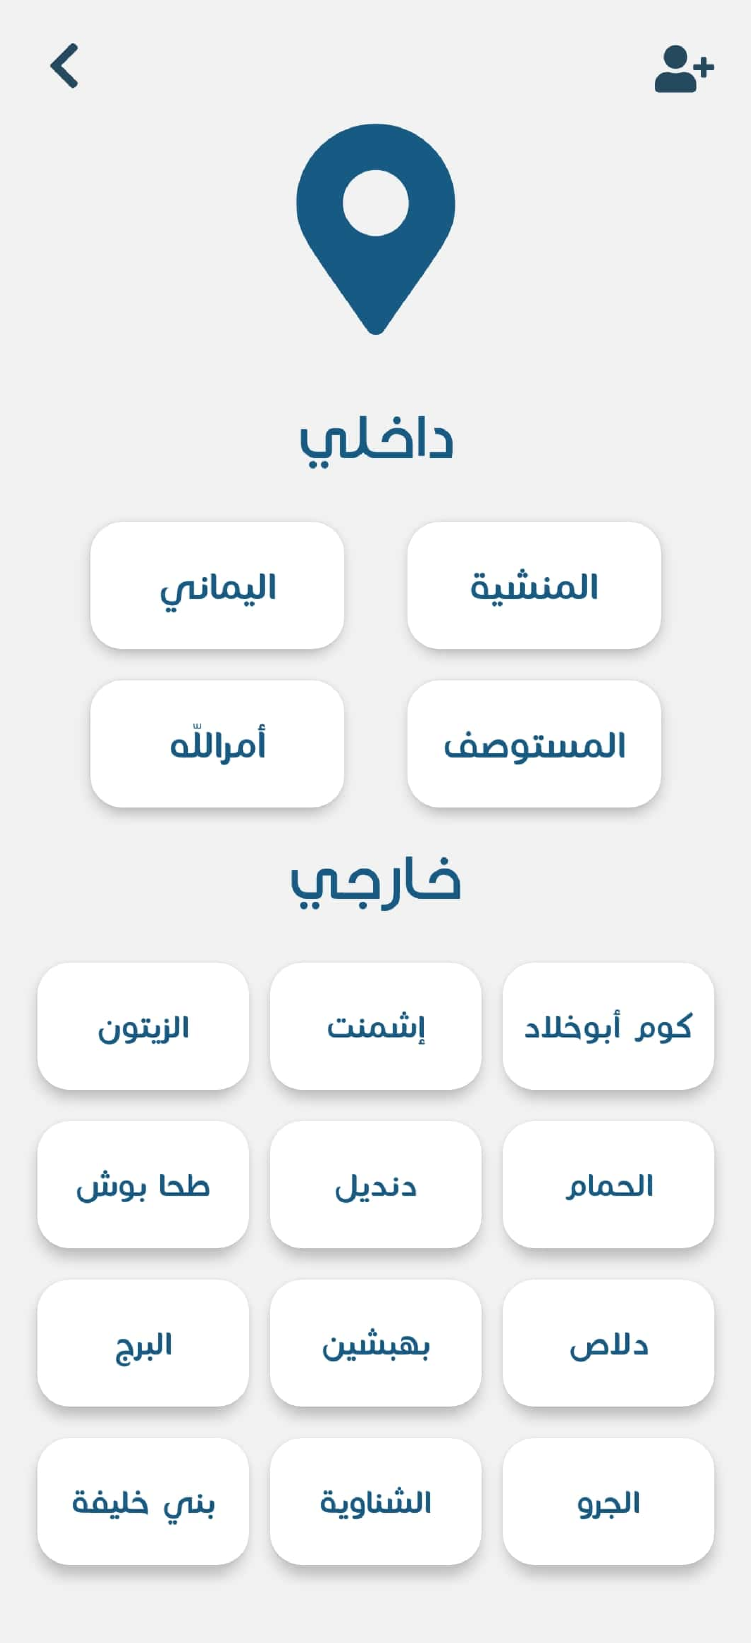 داخلي
المنشية
اليماني
المستوصف
أمرالله
خارجي
كوم أبوخلاد
إشمنت
الزيتون
الحمام
دنديل
طحا بوش
دلاص
بهبشين
البرج
الجرو
الشناوية
بني خليفة